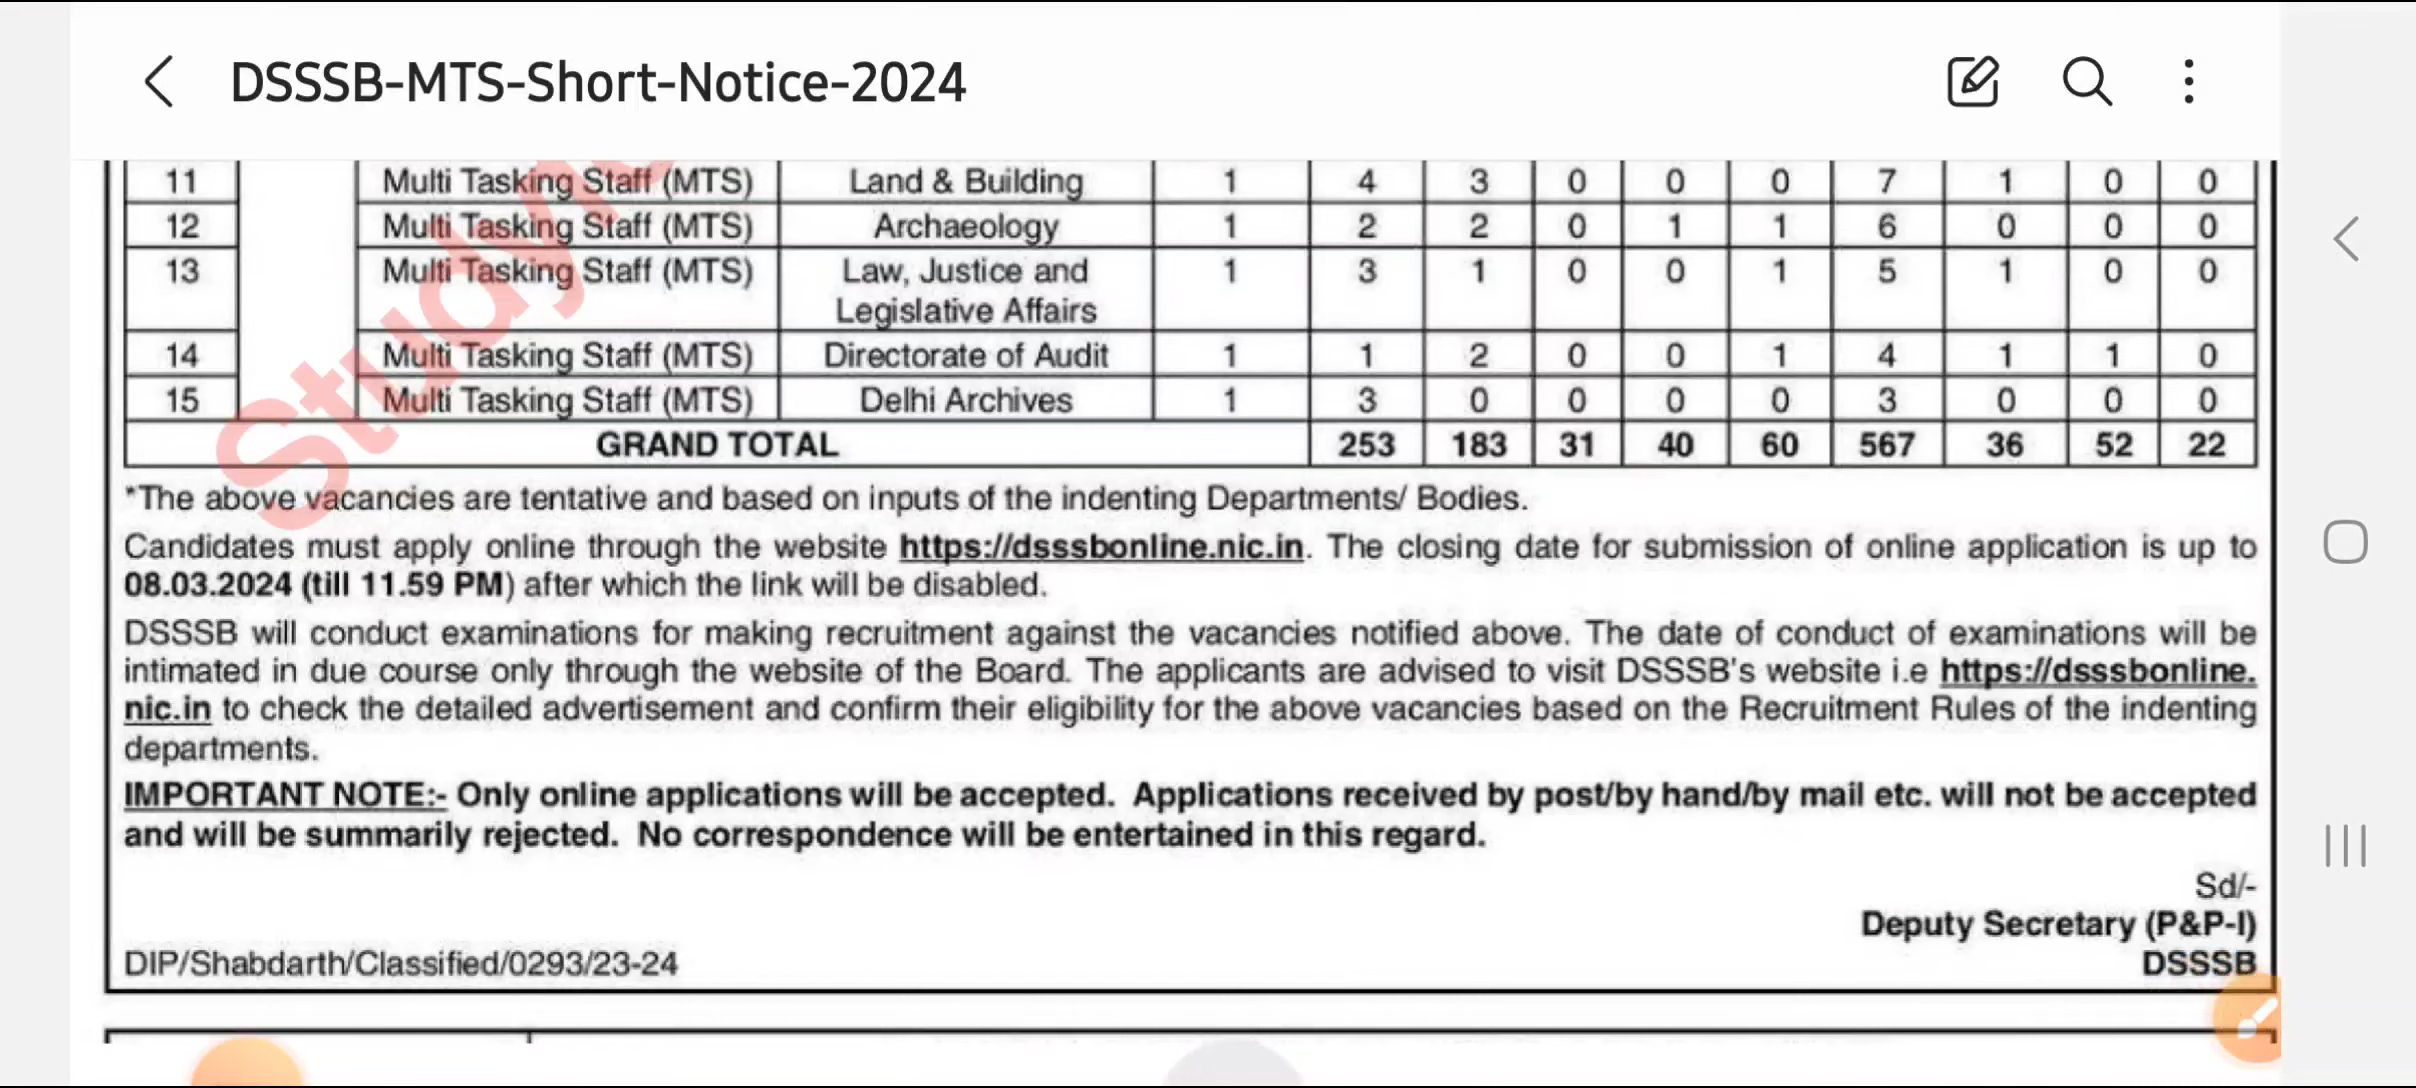 DSSSB-MTS-Short-Notice-2024
11 Multi Tasking Staff (MTS) Land & Building 1 4 3 0 0 0 7 1 0 0
12 Multi Tasking Staff (MTS) Archaeology 1 2 2 0 1 1 6 0 0 0
13 Multi Tasking Staff (MTS) Law, Justice and 1 3 1 0 0 1 5 1 0 0
Legislative Affairs
14 Multi Tasking Staff (MTS) Directorate of Audit 1 1 2 0 0 1 4 1 1 0
15 Multi Tasking Staff (MTS) Delhi Archives 1 3 0 0 0 0 3 0 0 0
GRAND TOTAL 253 183 31 40 60 567 36 52 22
*The above vacancies are tentative and based on inputs of the indenting Departments/ Bodies.
Candidates must apply online through the website https://dsssbonline.nic.in. The closing date for submission of online application is up to
08.03.2024 (till 11.59 PM) after which the link will be disabled.
DSSSB will conduct examinations for making recruitment against the vacancies notified above. The date of conduct of examinations will be
intimated in due course only through the website of the Board. The applicants are advised to visit DSSSB's website i.e https://dsssbonline.
nic.in to check the detailed advertisement and confirm their eligibility for the above vacancies based on the Recruitment Rules of the indenting
departments.
IMPORTANT NOTE:- Only online applications will be accepted. Applications received by post/by hand/by mail etc. will not be accepted
and will be summarily rejected. No correspondence will be entertained in this regard.
Sd/-
Deputy Secretary (P&P-I)
DIP/Shabdarth/Classified/0293/23-24 DSSSB
Study